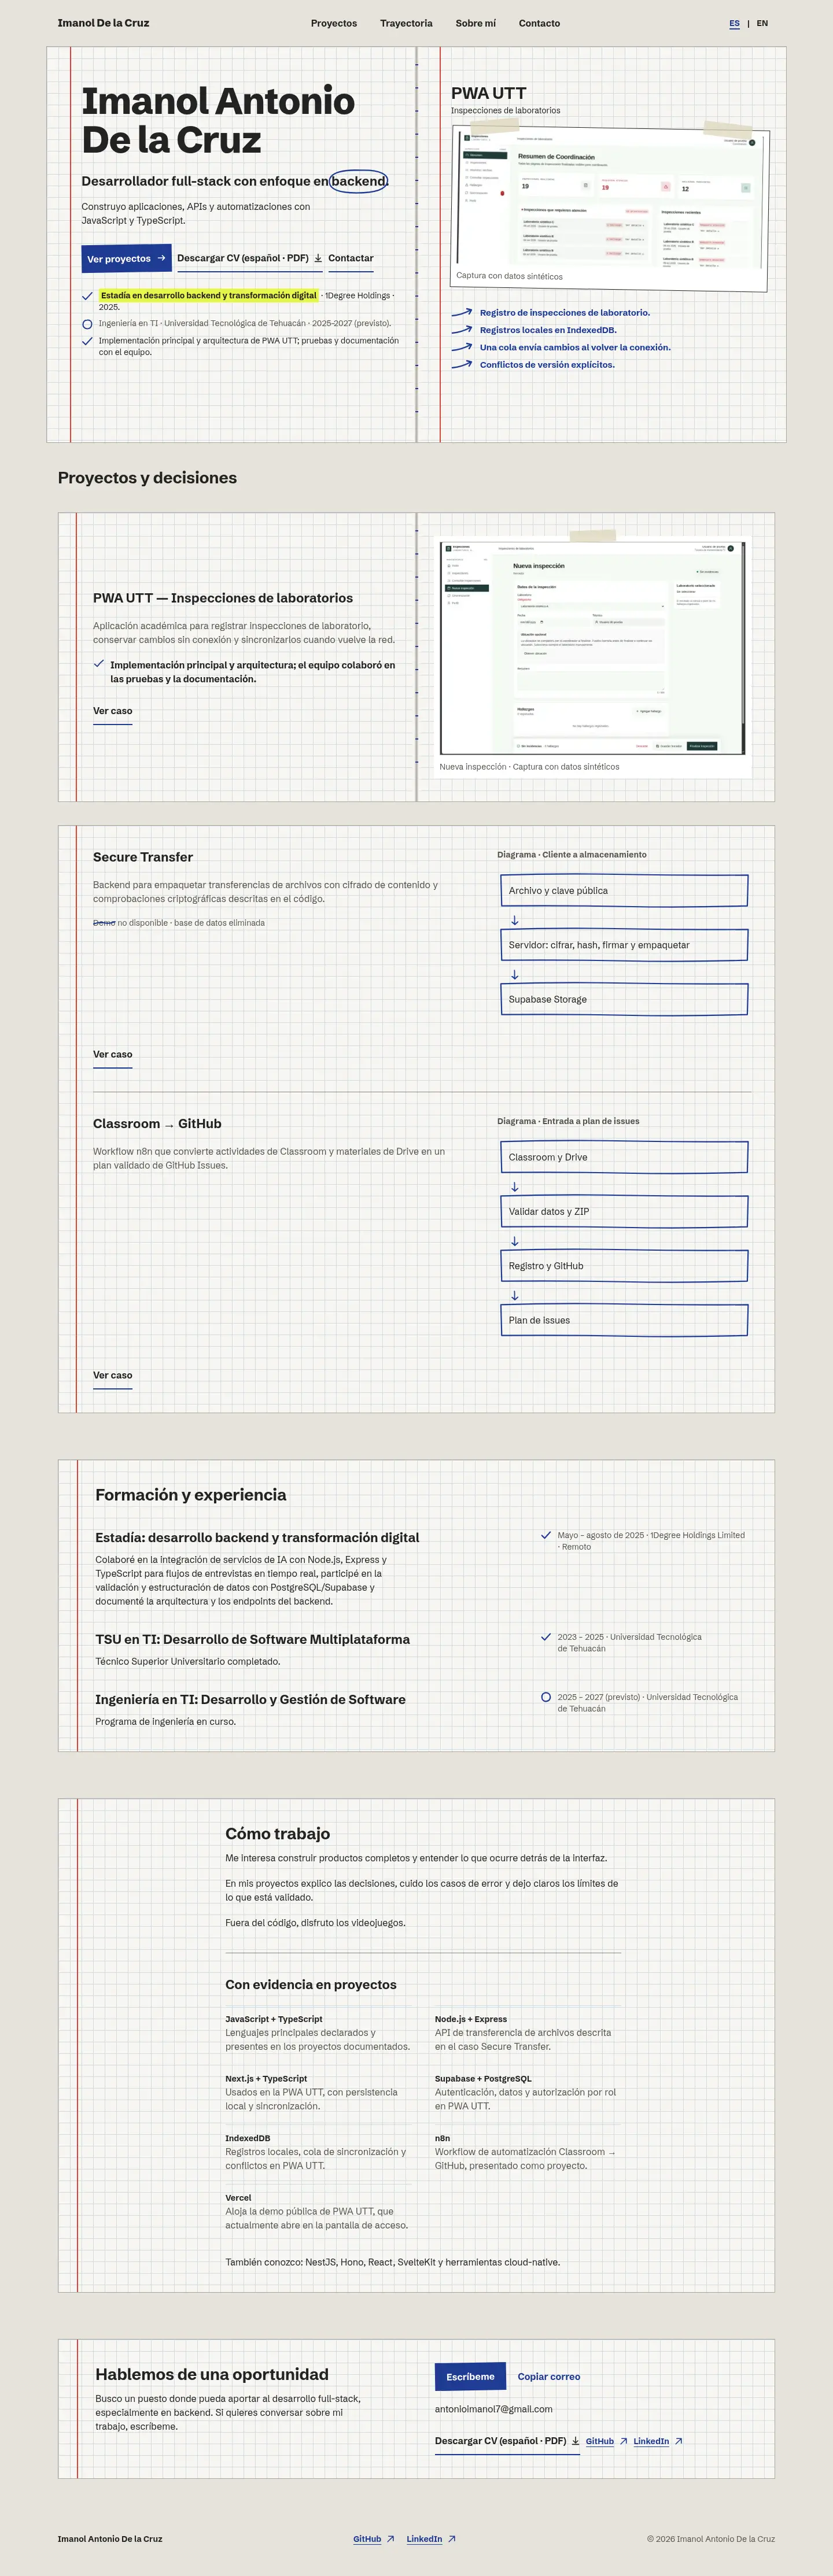 Imanol De la Cruz
Proyectos
Trayectoria
Sobre mí
Contacto
ES | EN
Imanol Antonio
De la Cruz
Desarrollador full-stack con enfoque en backend.
Construyo aplicaciones, APIs y automatizaciones con
JavaScript y TypeScript.
Ver proyectos
Descargar CV (español · PDF)
Contactar
Estadía en desarrollo backend y transformación digital · 1Degree Holdings ·
2025.
Ingeniería en TI · Universidad Tecnológica de Tehuacán · 2025-2027 (previsto).
Implementación principal y arquitectura de PWA UTT; pruebas y documentación
con el equipo.
PWA UTT
Inspecciones de laboratorios
Resumen de Coordinación
19
19
12
Inspecciones que requieren atención
Inspecciones recientes
Captura con datos sintéticos
Registro de inspecciones de laboratorio.
Registros locales en IndexedDB.
Una cola envía cambios al volver la conexión.
Conflictos de versión explícitos.
Proyectos y decisiones
PWA UTT — Inspecciones de laboratorios
Aplicación académica para registrar inspecciones de laboratorio,
conservar cambios sin conexión y sincronizarlos cuando vuelve la red.
Implementación principal y arquitectura; el equipo colaboró en
las pruebas y la documentación.
Ver caso
Nueva inspección
Datos de la inspección
Hallazgos
Nueva inspección · Captura con datos sintéticos
Secure Transfer
Backend para empaquetar transferencias de archivos con cifrado de contenido y
comprobaciones criptográficas descritas en el código.
Demo no disponible · base de datos eliminada
Ver caso
Diagrama · Cliente a almacenamiento
Archivo y clave pública
↓
Servidor: cifrar, hash, firmar y empaquetar
↓
Supabase Storage
Classroom → GitHub
Workflow n8n que convierte actividades de Classroom y materiales de Drive en un
plan validado de GitHub Issues.
Ver caso
Diagrama · Entrada a plan de issues
Classroom y Drive
↓
Validar datos y ZIP
↓
Registro y GitHub
↓
Plan de issues
Formación y experiencia
Estadía: desarrollo backend y transformación digital
Colaboré en la integración de servicios de IA con Node.js, Express y
TypeScript para flujos de entrevistas en tiempo real, participé en la
validación y estructuración de datos con PostgreSQL/Supabase y
documenté la arquitectura y los endpoints del backend.
Mayo – agosto de 2025 · 1Degree Holdings Limited
· Remoto
TSU en TI: Desarrollo de Software Multiplataforma
Técnico Superior Universitario completado.
2023 – 2025 · Universidad Tecnológica
de Tehuacán
Ingeniería en TI: Desarrollo y Gestión de Software
Programa de ingeniería en curso.
2025 – 2027 (previsto) · Universidad Tecnológica
de Tehuacán
Cómo trabajo
Me interesa construir productos completos y entender lo que ocurre detrás de la interfaz.
En mis proyectos explico las decisiones, cuido los casos de error y dejo claros los límites de
lo que está validado.
Fuera del código, disfruto los videojuegos.
Con evidencia en proyectos
JavaScript + TypeScript
Lenguajes principales declarados y
presentes en los proyectos documentados.
Node.js + Express
API de transferencia de archivos descrita
en el caso Secure Transfer.
Next.js + TypeScript
Usados en la PWA UTT, con persistencia
local y sincronización.
Supabase + PostgreSQL
Autenticación, datos y autorización por rol
en PWA UTT.
IndexedDB
Registros locales, cola de sincronización y
conflictos en PWA UTT.
n8n
Workflow de automatización Classroom →
GitHub, presentado como proyecto.
Vercel
Aloja la demo pública de PWA UTT, que
actualmente abre en la pantalla de acceso.
También conozco: NestJS, Hono, React, SvelteKit y herramientas cloud-native.
Hablemos de una oportunidad
Busco un puesto donde pueda aportar al desarrollo full-stack,
especialmente en backend. Si quieres conversar sobre mi
trabajo, escríbeme.
Escríbeme
Copiar correo
antonioimanol7@gmail.com
Descargar CV (español · PDF)
GitHub
LinkedIn
Imanol Antonio De la Cruz
GitHub
LinkedIn
© 2026 Imanol Antonio De la Cruz